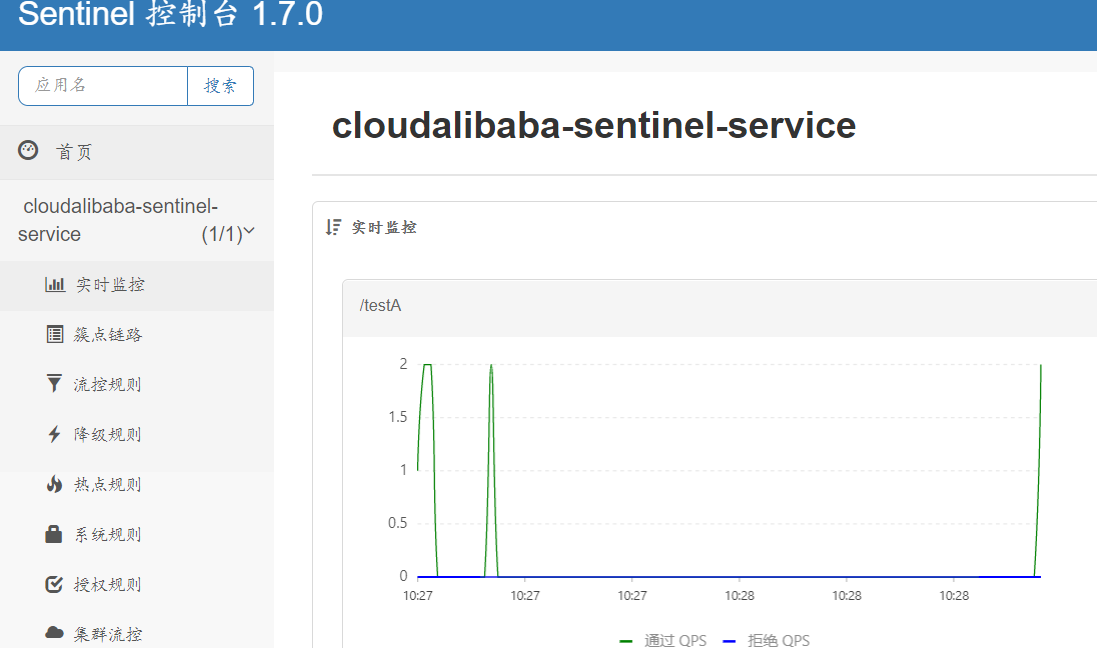 Sentinel 控制台 1.7.0
应用名
搜索
首页
cloudalibaba-sentinel-
service (1/1)
实时监控
簇点链路
流控规则
降级规则
热点规则
系统规则
授权规则
集群流控
cloudalibaba-sentinel-service
实时监控
/testA
2
1.5
1
0.5
0
10:27 10:27 10:27 10:28 10:28 10:28
通过 QPS 拒绝 QPS